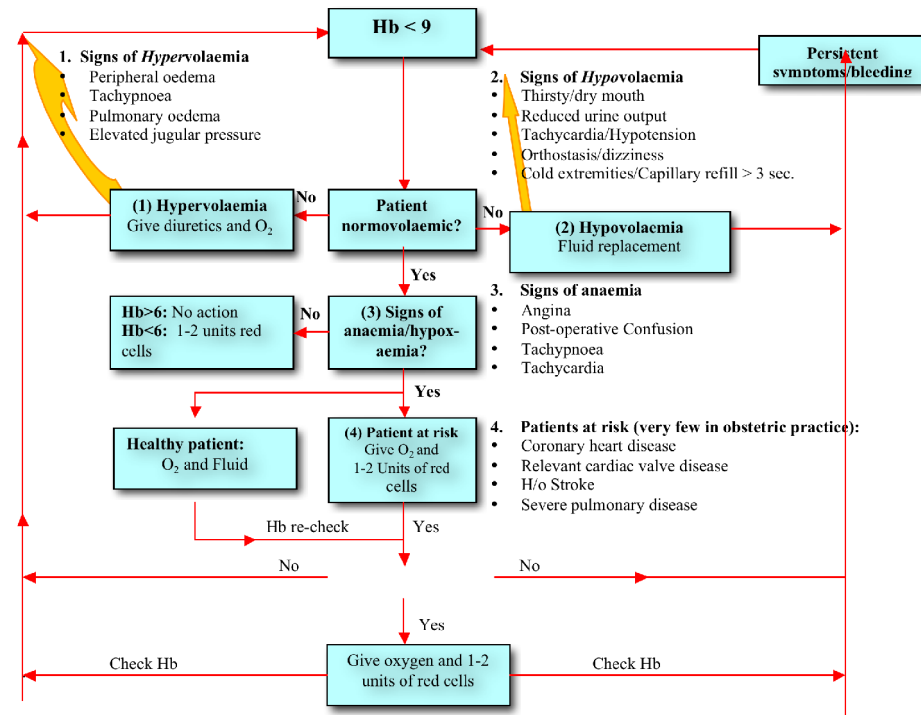 Hb < 9
1. Signs of Hypervolaemia
• Peripheral oedema
• Tachypnoea
• Pulmonary oedema
• Elevated jugular pressure
2. Signs of Hypovolaemia
• Thirsty/dry mouth
• Reduced urine output
• Tachycardia/Hypotension
• Orthostasis/dizziness
• Cold extremities/Capillary refill > 3 sec.
Persistent
symptoms/bleeding
(1) Hypervolaemia
Give diuretics and O₂
No
Patient
normovolaemic?
No
(2) Hypovolaemia
Fluid replacement
Yes
Hb>6: No action
Hb<6: 1-2 units red
cells
No
(3) Signs of
anaemia/hypox-
aemia?
3. Signs of anaemia
• Angina
• Post-operative Confusion
• Tachypnoea
• Tachycardia
Yes
Healthy patient:
O₂ and Fluid
(4) Patient at risk
Give O₂ and
1-2 Units of red
cells
4. Patients at risk (very few in obstetric practice):
• Coronary heart disease
• Relevant cardiac valve disease
• H/o Stroke
• Severe pulmonary disease
Hb re-check
Yes
No
No
Yes
Check Hb
Give oxygen and 1-2
units of red cells
Check Hb